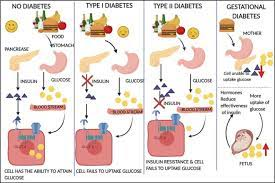 NO DIABETES
FOOD
STOMACH
PANCREASE
INSULIN
GLUCOSE
BLOOD STREAM
CELL HAS THE ABILITY TO ATTAIN
GLUCOSE
TYPE I DIABETES
INSULIN
GLUCOSE
BLOOD STREAM
CELL FAILS TO UPTAKE GLUCOSE
TYPE II DIABETES
INSULIN
GLUCOSE
BLOOD STREAM
INSULIN RESISTANCE & CELL
FAILS TO UPTAKE GLUCOSE
GESTATIONAL
DIABETES
MOTHER
Cell unable to
uptake glucose
Hormones
Reduce
effectiveness
of insulin
More uptake
of glucose
FETUS